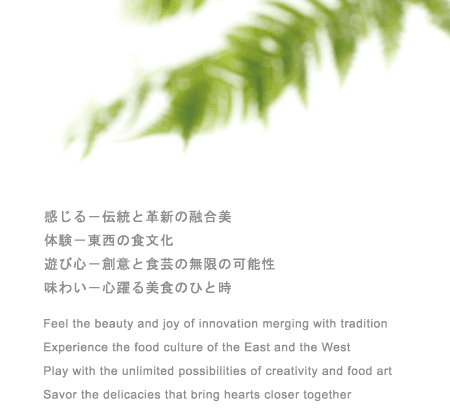 感じる－伝統と革新の融合美
体験－東西の食文化
遊び心－創意と食芸の無限の可能性
味わい－心躍る美食のひと時
Feel the beauty and joy of innovation merging with tradition
Experience the food culture of the East and the West
Play with the unlimited possibilities of creativity and food art
Savor the delicacies that bring hearts closer together